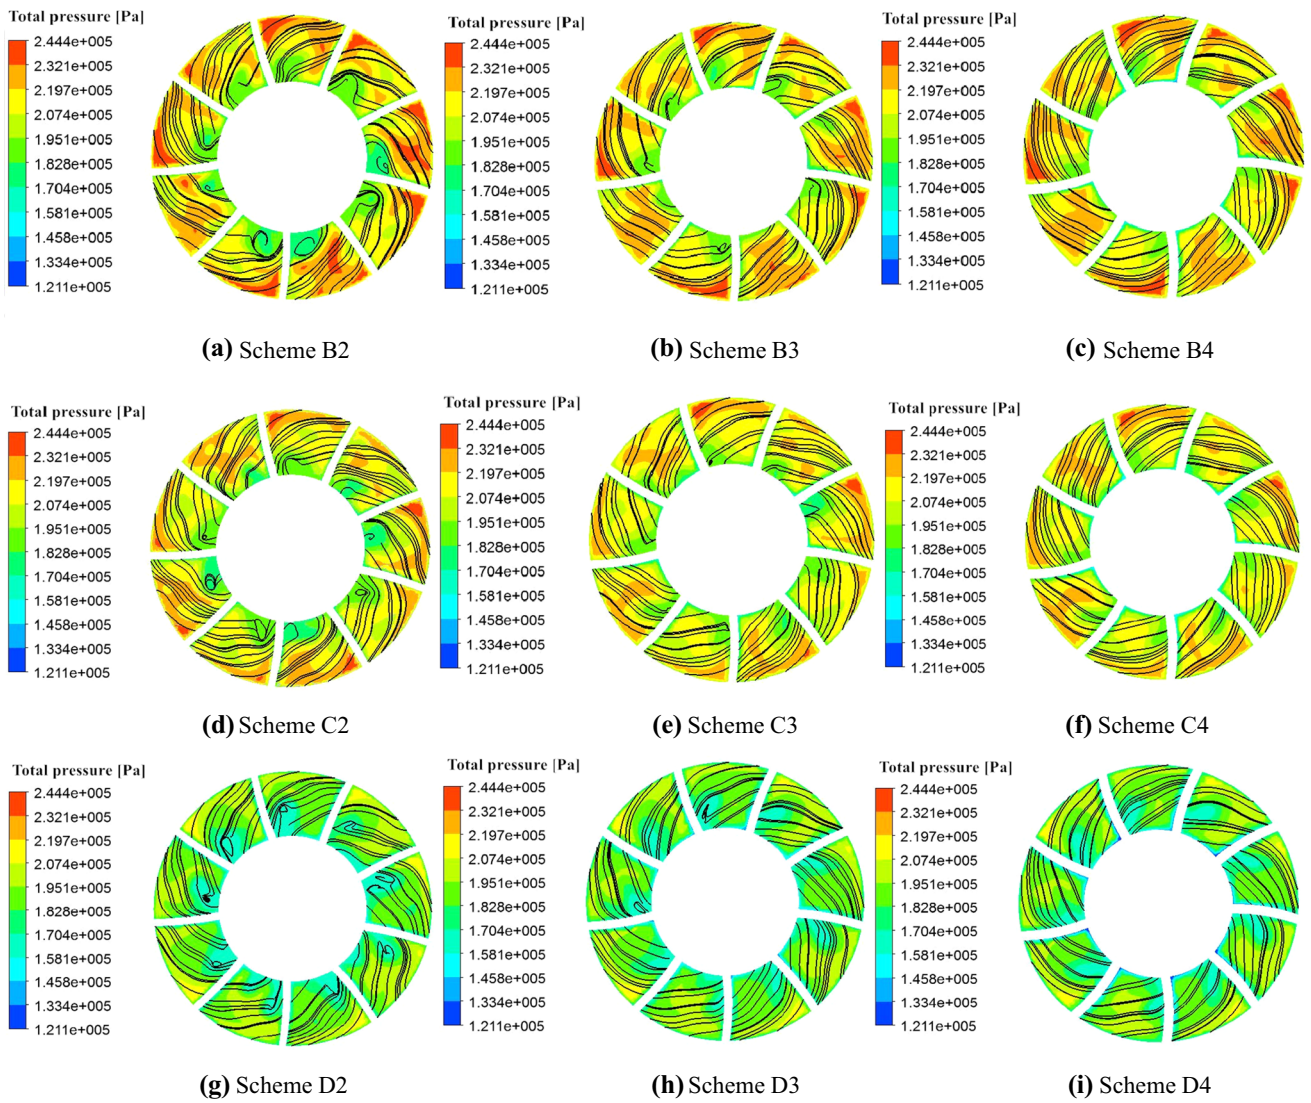 Total pressure [Pa]
2.444e+005
2.321e+005
2.197e+005
2.074e+005
1.951e+005
1.828e+005
1.704e+005
1.581e+005
1.458e+005
1.334e+005
1.211e+005
(a) Scheme B2
Total pressure [Pa]
2.444e+005
2.321e+005
2.197e+005
2.074e+005
1.951e+005
1.828e+005
1.704e+005
1.581e+005
1.458e+005
1.334e+005
1.211e+005
(b) Scheme B3
Total pressure [Pa]
2.444e+005
2.321e+005
2.197e+005
2.074e+005
1.951e+005
1.828e+005
1.704e+005
1.581e+005
1.458e+005
1.334e+005
1.211e+005
(c) Scheme B4
Total pressure [Pa]
2.444e+005
2.321e+005
2.197e+005
2.074e+005
1.951e+005
1.828e+005
1.704e+005
1.581e+005
1.458e+005
1.334e+005
1.211e+005
(d) Scheme C2
Total pressure [Pa]
2.444e+005
2.321e+005
2.197e+005
2.074e+005
1.951e+005
1.828e+005
1.704e+005
1.581e+005
1.458e+005
1.334e+005
1.211e+005
(e) Scheme C3
Total pressure [Pa]
2.444e+005
2.321e+005
2.197e+005
2.074e+005
1.951e+005
1.828e+005
1.704e+005
1.581e+005
1.458e+005
1.334e+005
1.211e+005
(f) Scheme C4
Total pressure [Pa]
2.444e+005
2.321e+005
2.197e+005
2.074e+005
1.951e+005
1.828e+005
1.704e+005
1.581e+005
1.458e+005
1.334e+005
1.211e+005
(g) Scheme D2
Total pressure [Pa]
2.444e+005
2.321e+005
2.197e+005
2.074e+005
1.951e+005
1.828e+005
1.704e+005
1.581e+005
1.458e+005
1.334e+005
1.211e+005
(h) Scheme D3
Total pressure [Pa]
2.444e+005
2.321e+005
2.197e+005
2.074e+005
1.951e+005
1.828e+005
1.704e+005
1.581e+005
1.458e+005
1.334e+005
1.211e+005
(i) Scheme D4